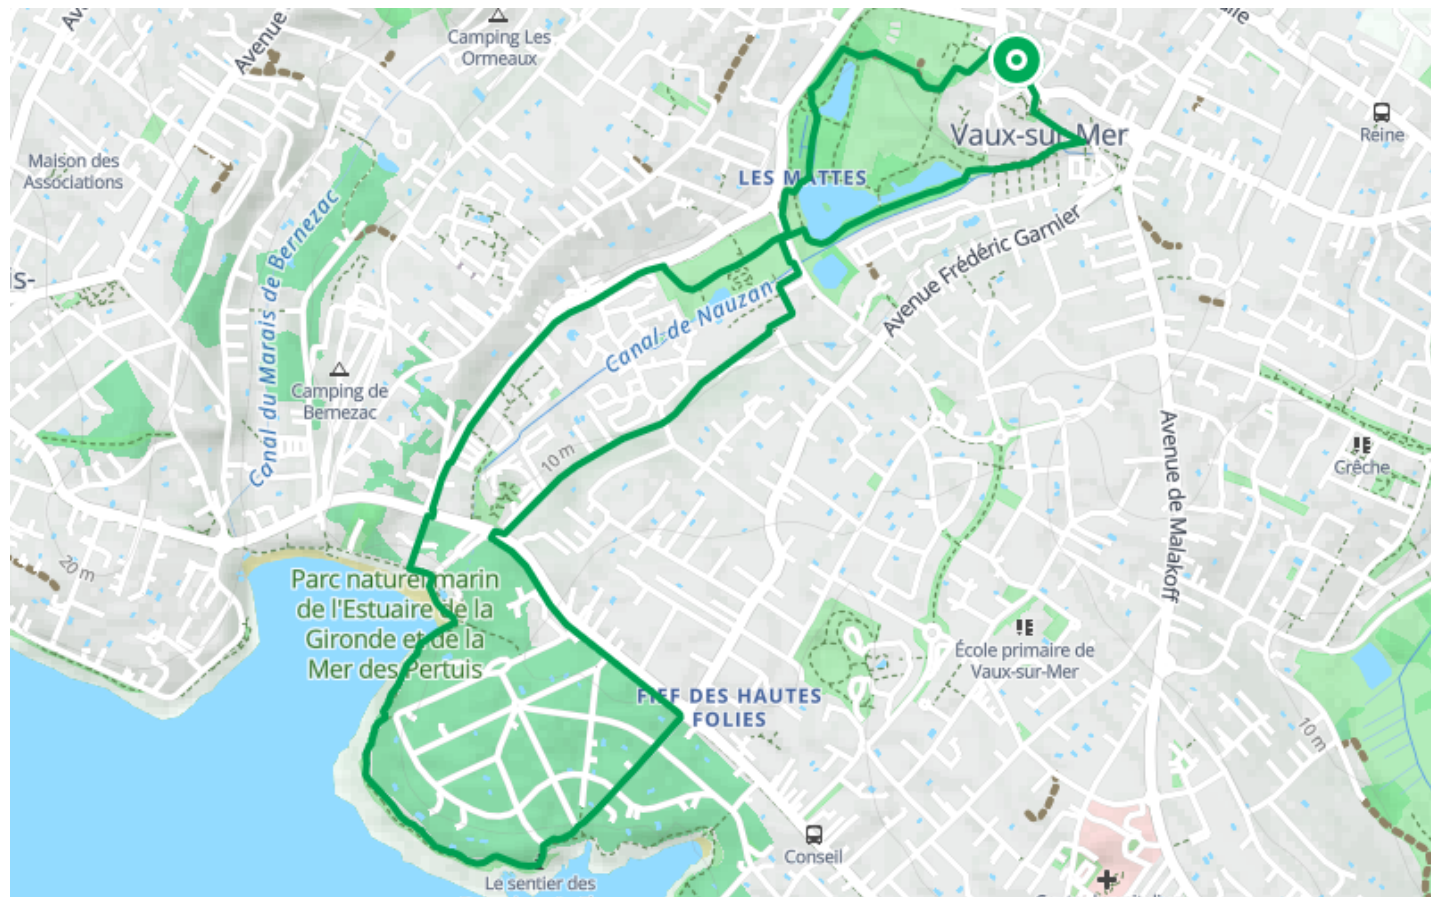 Camping Les
Ormeaux
Avenue
Vaux-sur-Mer
Reine
Maison des
Associations
LES MATTES
Canal du Marais de Bernezac
Avenue Frédéric Garnier
Canal de Nauzan
Camping de
Bernezac
10 m
Avenue de Malakoff
Crèche
20 m
Parc naturel marin
de l'Estuaire de la
Gironde et de la
Mer des Pertuis
École primaire de
Vaux-sur-Mer
FIEF DES HAUTES
FOLIES
10 m
Conseil
Le sentier des